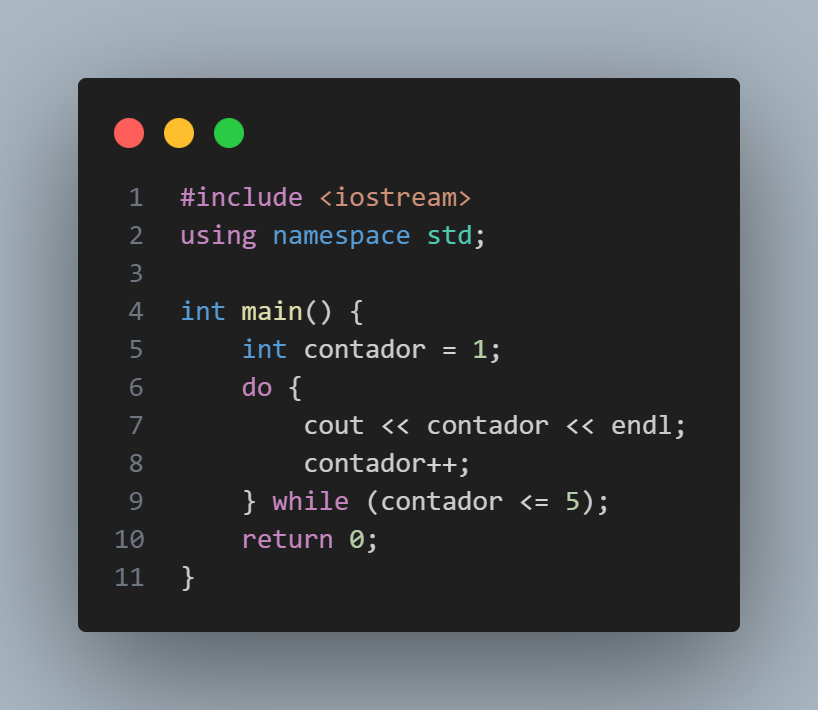 1 #include <iostream>
2 using namespace std;
3
4 int main() {
5     int contador = 1;
6     do {
7         cout << contador << endl;
8         contador++;
9     } while (contador <= 5);
10     return 0;
11 }